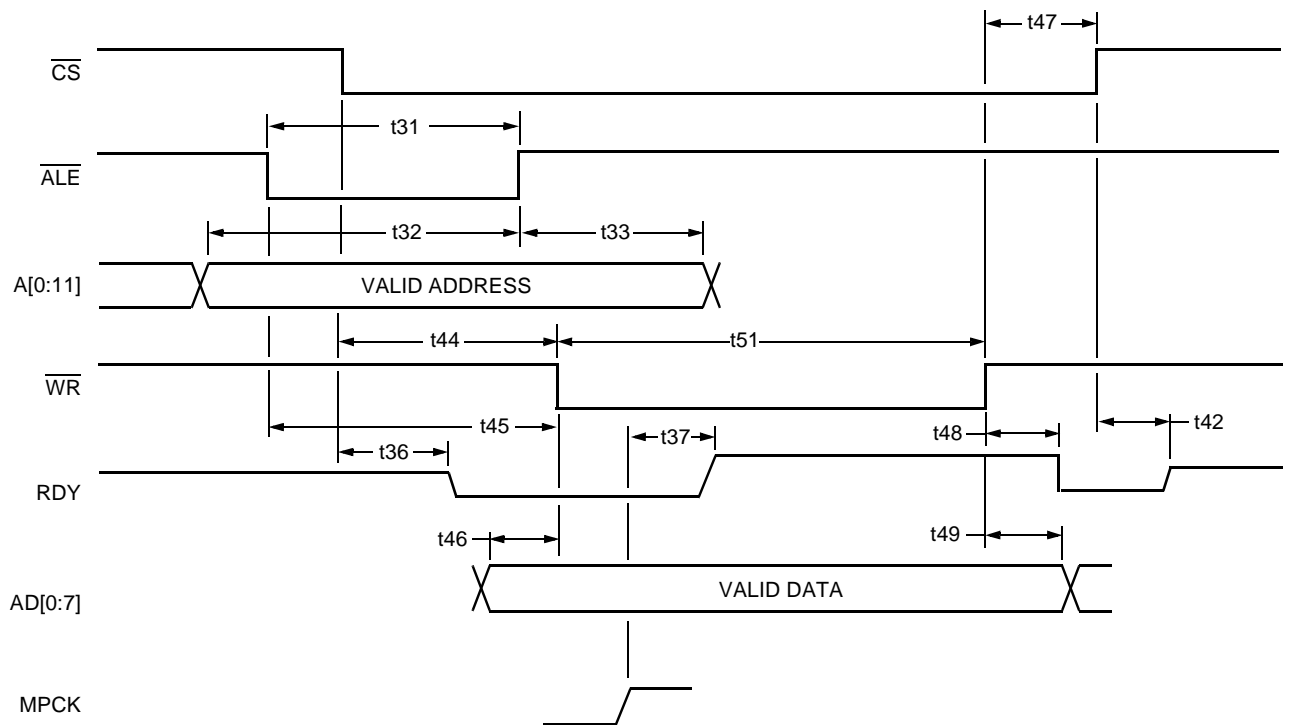 t47
CS
t31
ALE
t32 t33
A[0:11] VALID ADDRESS
t44 t51
WR
t45 t37 t48 t42
t36
RDY
t46 t49
AD[0:7] VALID DATA
MPCK